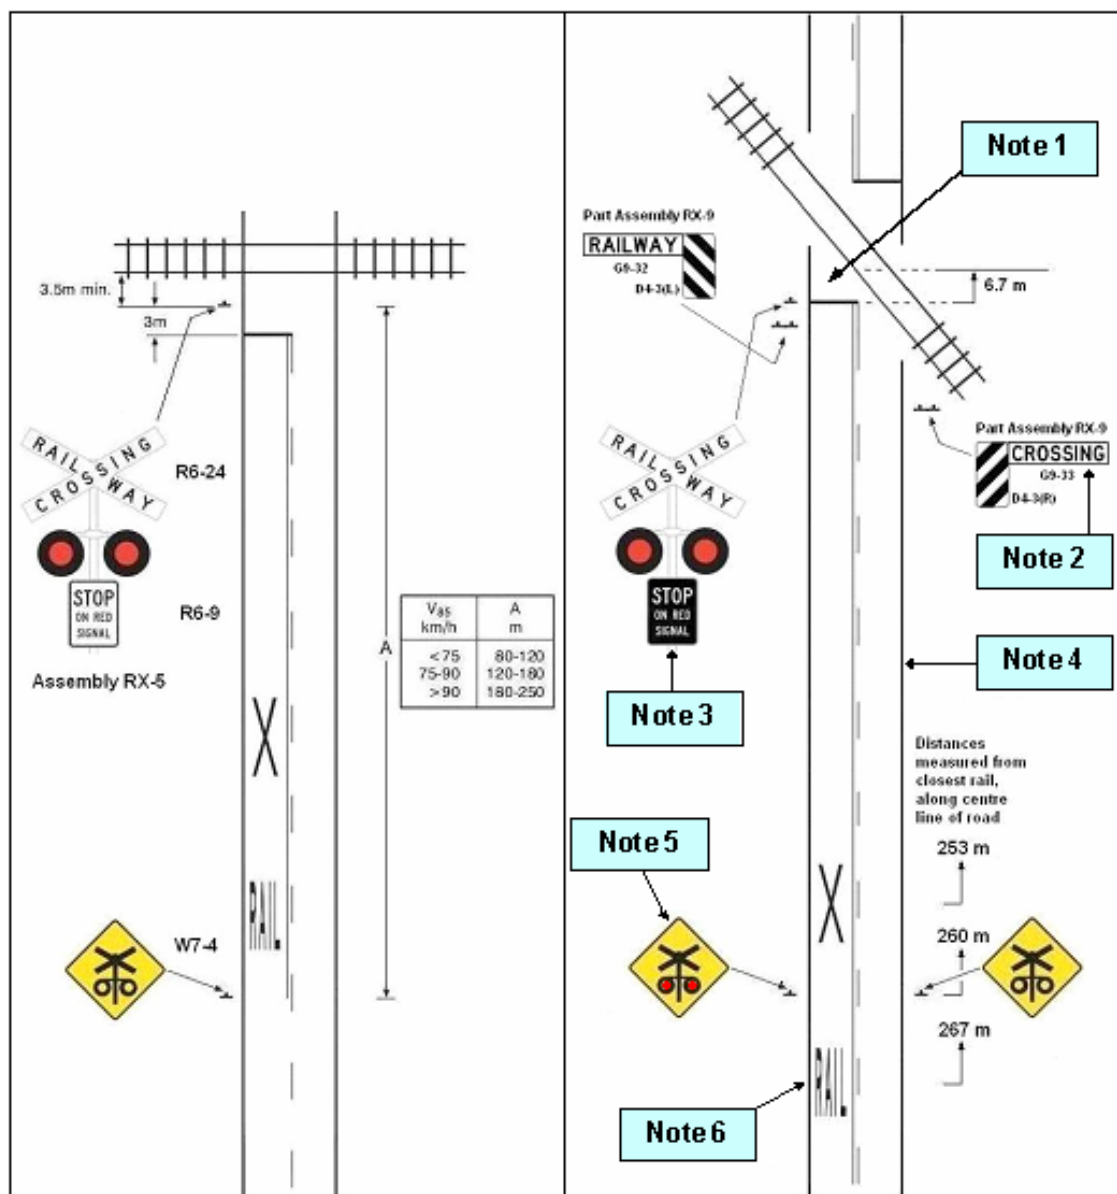 3.5m min.
3m
RAILWAY
CROSSING
R6-24
STOP
ON RED
SIGNAL
R6-9
Assembly RX-5
V85 A
km/h m
<75 80-120
75-90 120-180
>90 180-250
A
RAIL
W7-4
Note 1
Part Assembly RX-9
RAILWAY
G9-32
D4-3(L)
6.7 m
RAILWAY
CROSSING
Part Assembly RX-9
CROSSING
G9-33
D4-3(R)
Note 2
STOP
ON RED
SIGNAL
Note 3
Note 4
Distances
measured from
closest rail,
along centre
line of road
Note 5
253 m
260 m
267 m
RAIL
Note 6